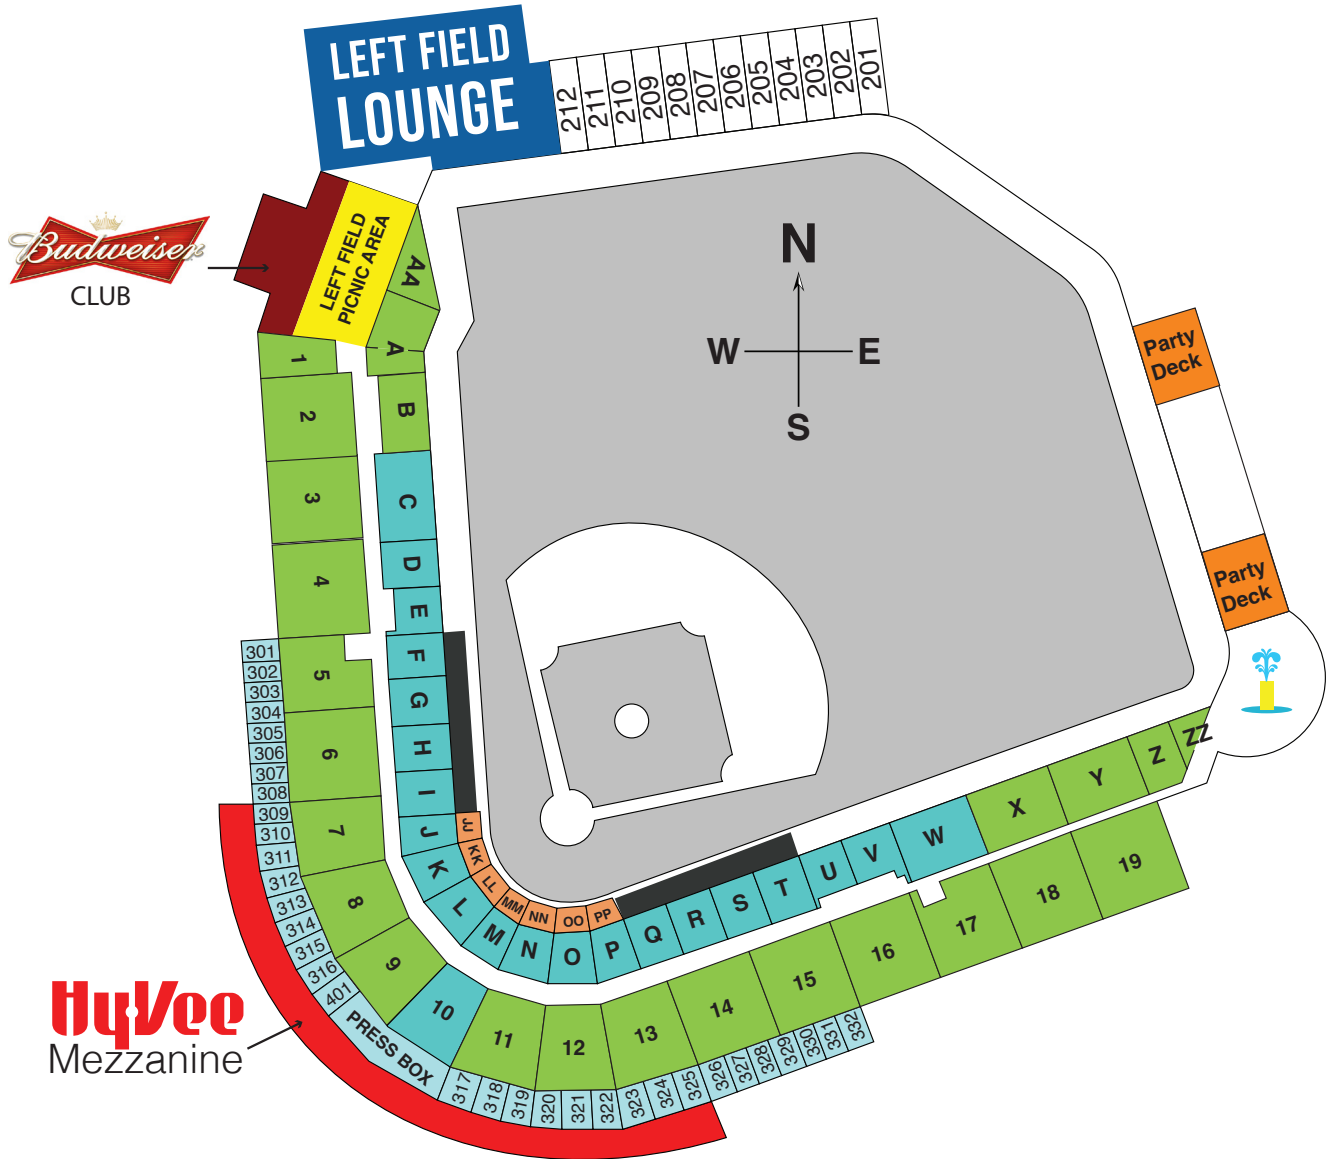 LEFT FIELD
LOUNGE
212
211
210
209
208
207
206
205
204
203
202
201
Budweiser
CLUB
LEFT FIELD
PICNIC AREA
AA
A
B
C
D
E
F
G
H
I
J
K
L
M
N
O
P
Q
R
S
T
U
V
W
X
Y
Z
ZZ
N
W
E
S
Party
Deck
Party
Deck
1
2
3
4
5
6
7
8
9
10
11
12
13
14
15
16
17
18
19
JJ
KK
LL
MM
NN
OO
PP
301
302
303
304
305
306
307
308
309
310
311
312
313
314
315
316
401
PRESS BOX
317
318
319
320
321
322
323
324
325
326
327
328
329
330
331
332
HyVee
Mezzanine